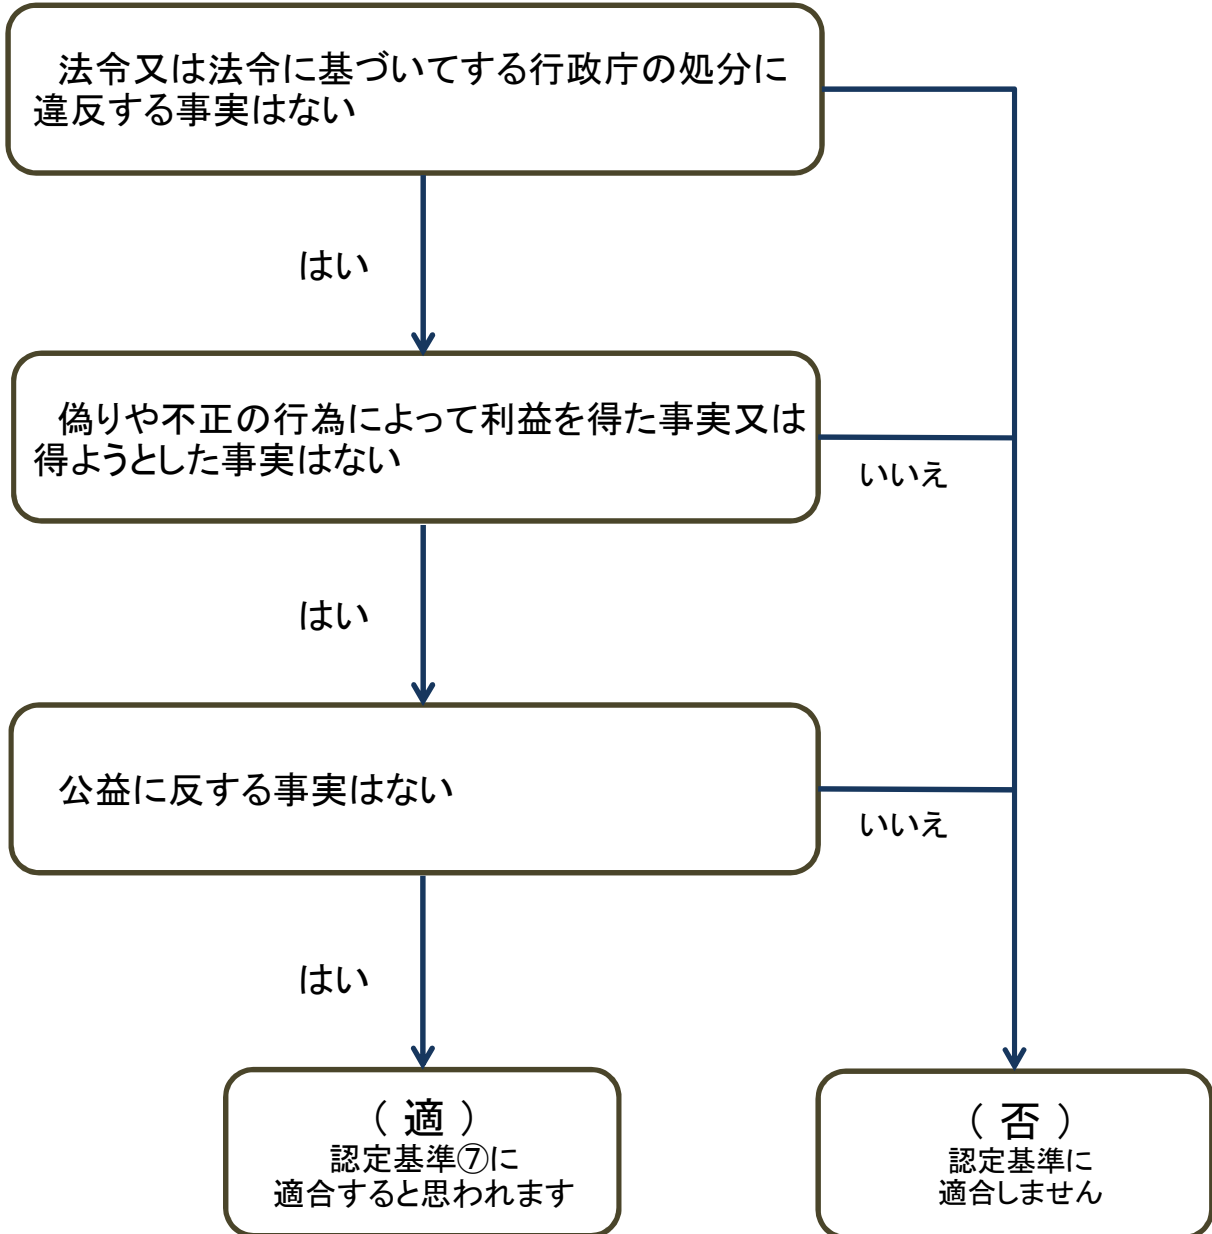 法令又は法令に基づいてする行政庁の処分に
違反する事実はない
はい
偽りや不正の行為によって利益を得た事実又は
得ようとした事実はない
いいえ
はい
公益に反する事実はない
いいえ
はい
（ 適 ）
認定基準⑦に
適合すると思われます
（ 否 ）
認定基準に
適合しません